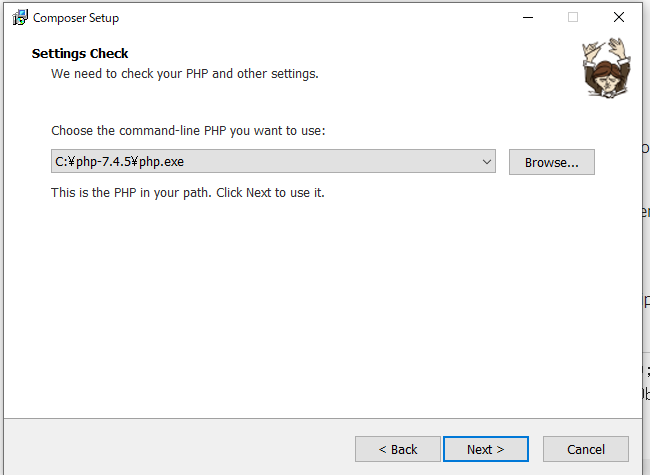 Composer Setup
Settings Check
We need to check your PHP and other settings.
Choose the command-line PHP you want to use:
C:¥php-7.4.5¥php.exe
Browse...
This is the PHP in your path. Click Next to use it.
< Back
Next >
Cancel